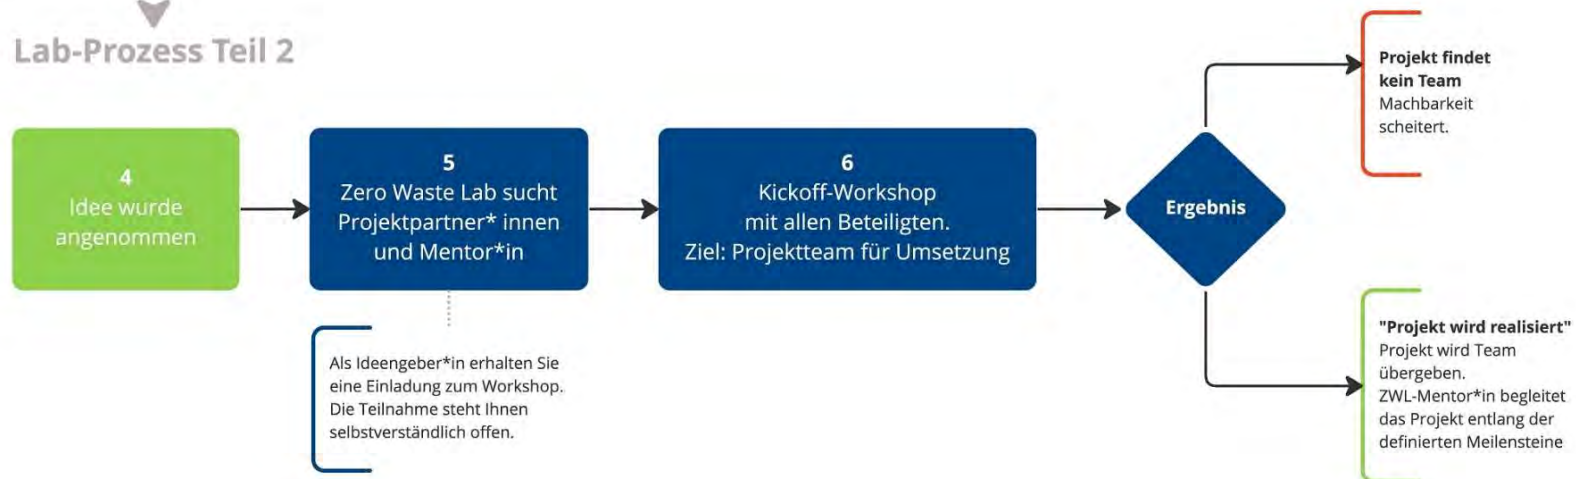 Lab-Prozess Teil 2
4
Idee wurde
angenommen
5
Zero Waste Lab sucht
Projektpartner* innen
und Mentor*in
Als Ideengeber*in erhalten Sie
eine Einladung zum Workshop.
Die Teilnahme steht Ihnen
selbstverständlich offen.
6
Kickoff-Workshop
mit allen Beteiligten.
Ziel: Projektteam für Umsetzung
Ergebnis
Projekt findet
kein Team
Machbarkeit
scheitert.
"Projekt wird realisiert"
Projekt wird Team
übergeben.
ZWL-Mentor*in begleitet
das Projekt entlang der
definierten Meilensteine